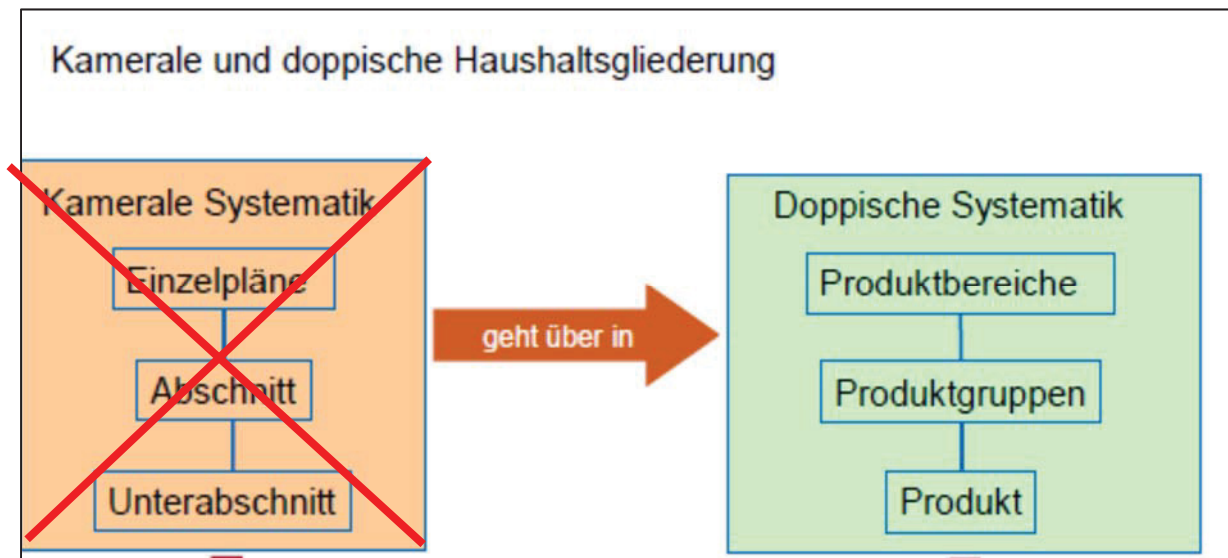 Kamerale und doppische Haushaltsgliederung
Kamerale Systematik
Einzelpläne
Abschnitt
Unterabschnitt
geht über in
Doppische Systematik
Produktbereiche
Produktgruppen
Produkt